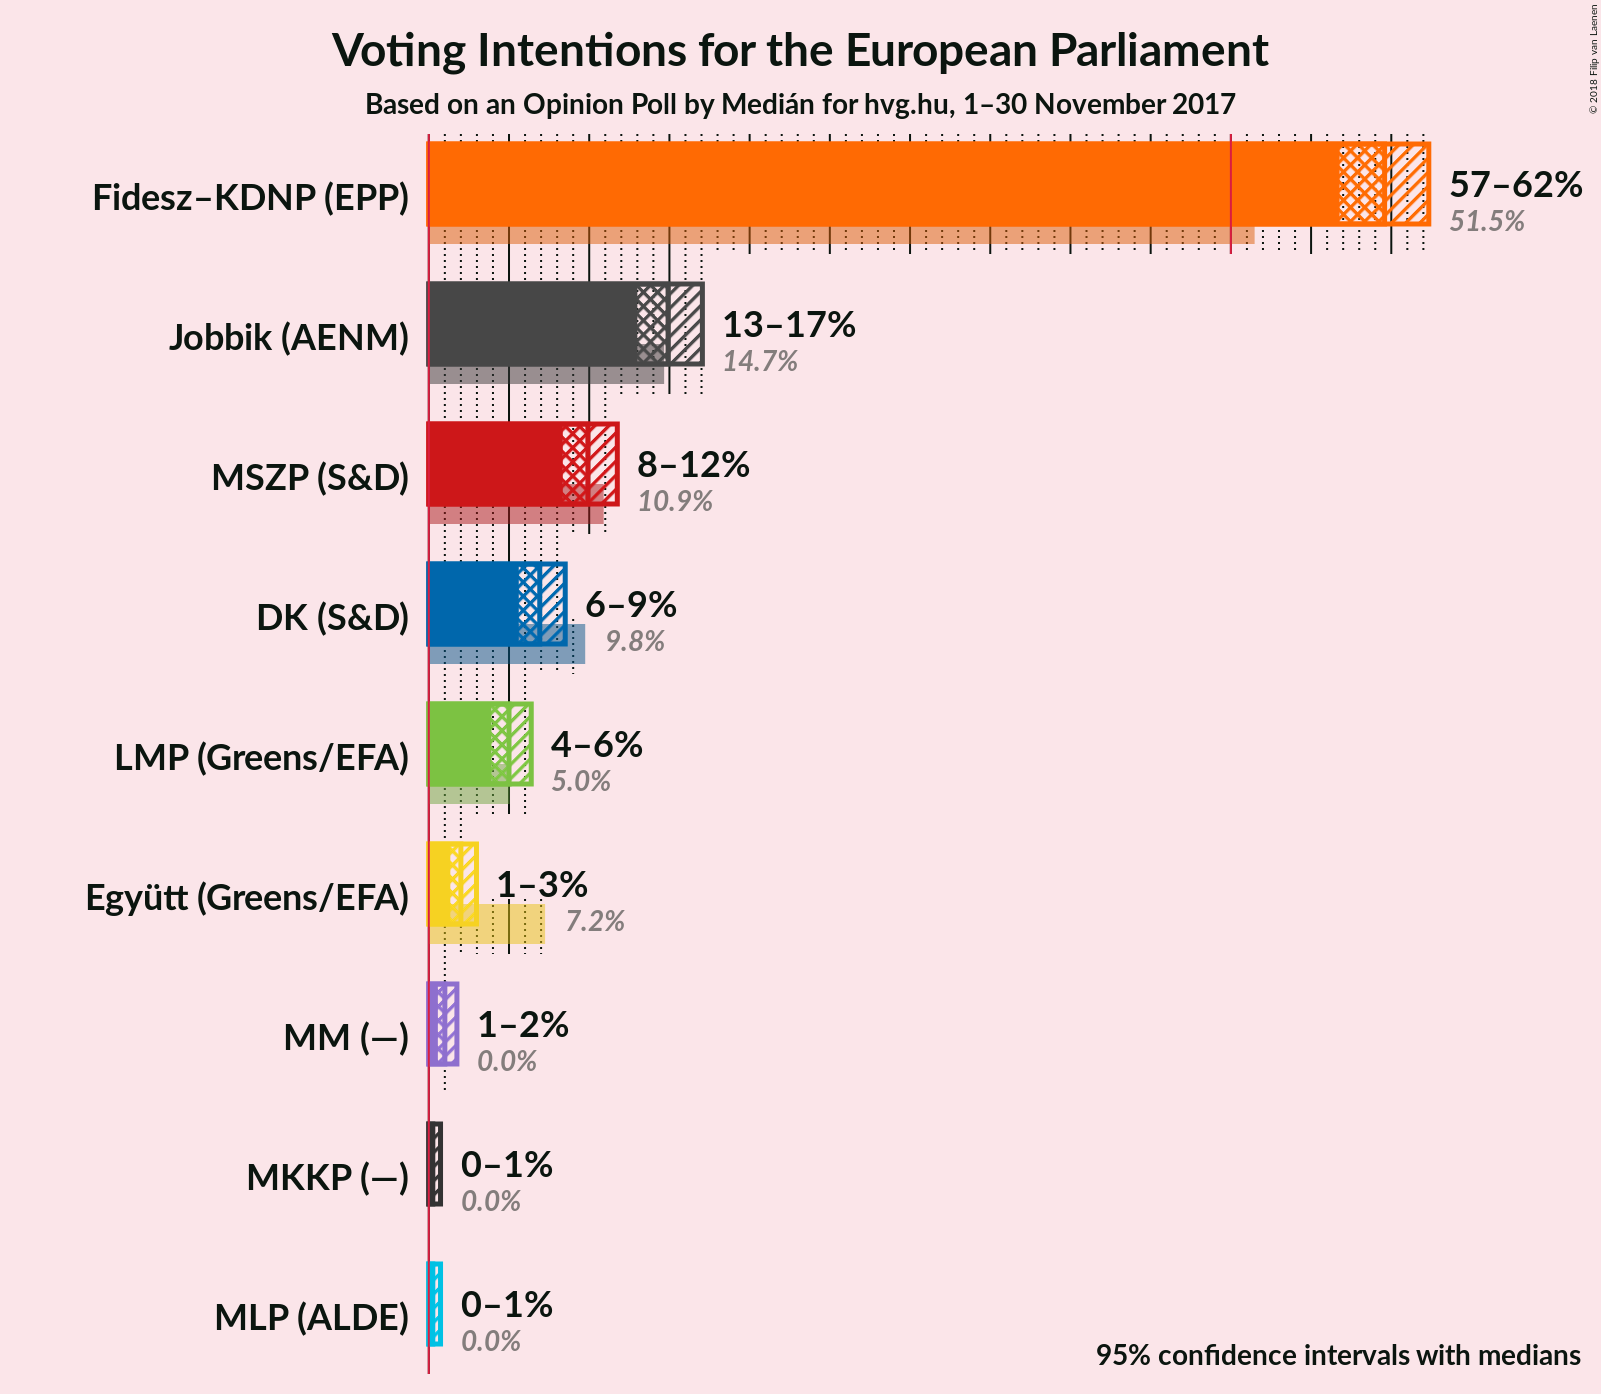 Voting Intentions for the European Parliament
Based on an Opinion Poll by Medián for hvg.hu, 1–30 November 2017
© 2018 Filip van Laenen
Fidesz–KDNP (EPP)
57–62%
51.5%
Jobbik (AENM)
13–17%
14.7%
MSZP (S&D)
8–12%
10.9%
DK (S&D)
6–9%
9.8%
LMP (Greens/EFA)
4–6%
5.0%
Együtt (Greens/EFA)
1–3%
7.2%
MM (—)
1–2%
0.0%
MKKP (—)
0–1%
0.0%
MLP (ALDE)
0–1%
0.0%
95% confidence intervals with medians